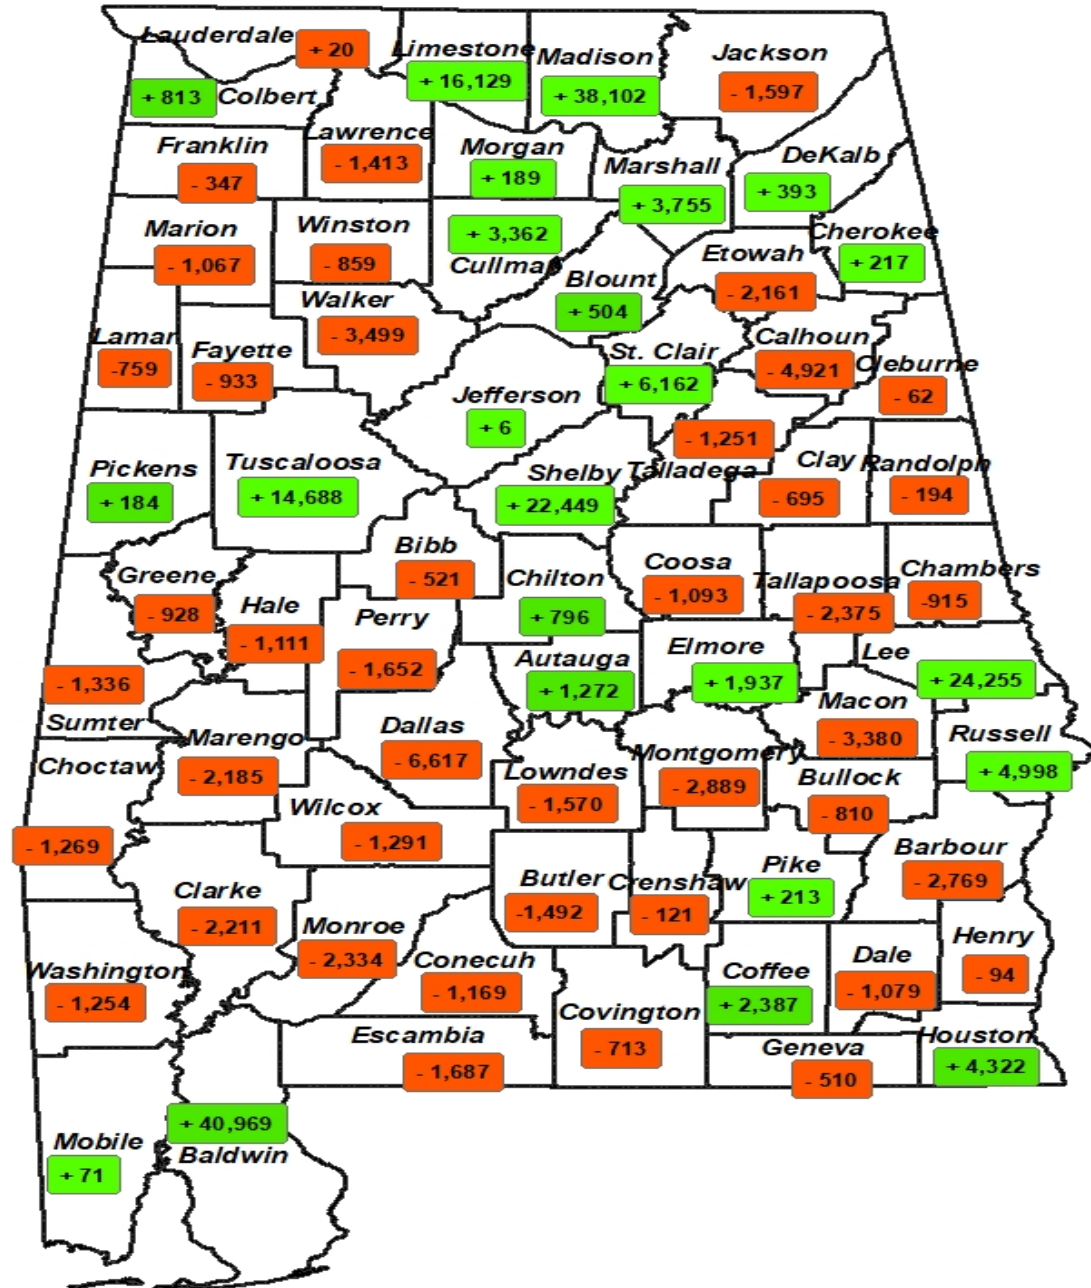 Lauderdale
+ 20
Limestone
+ 16,129
Madison
+ 38,102
Jackson
- 1,597
+ 813
Colbert
Lawrence
- 1,413
Franklin
- 347
Morgan
+ 189
Marshall
+ 3,755
DeKalb
+ 393
Marion
- 1,067
Winston
- 859
+ 3,362
Cullman
Blount
+ 504
Etowah
- 2,161
Cherokee
+ 217
Lamar
-759
Fayette
- 933
Walker
- 3,499
Jefferson
+ 6
St. Clair
+ 6,162
Calhoun
- 4,921
Cleburne
- 62
Pickens
+ 184
Tuscaloosa
+ 14,688
Shelby
+ 22,449
- 1,251
Talladega
Clay
- 695
Randolph
- 194
Greene
- 928
Hale
- 1,111
Bibb
- 521
Perry
- 1,652
Chilton
+ 796
Coosa
- 1,093
Tallapoosa
- 2,375
Chambers
-915
- 1,336
Sumter
Autauga
+ 1,272
Elmore
+ 1,937
Lee
+ 24,255
Macon
- 3,380
Russell
+ 4,998
Choctaw
- 1,269
Marengo
- 2,185
Dallas
- 6,617
Lowndes
- 1,570
Montgomery
- 2,889
Bullock
- 810
Wilcox
- 1,291
Clarke
- 2,211
Butler
-1,492
Crenshaw
- 121
Pike
+ 213
Barbour
- 2,769
Washington
- 1,254
Monroe
- 2,334
Conecuh
- 1,169
Covington
- 713
Coffee
+ 2,387
Dale
- 1,079
Henry
- 94
Escambia
- 1,687
Geneva
- 510
Houston
+ 4,322
Mobile
+ 71
+ 40,969
Baldwin